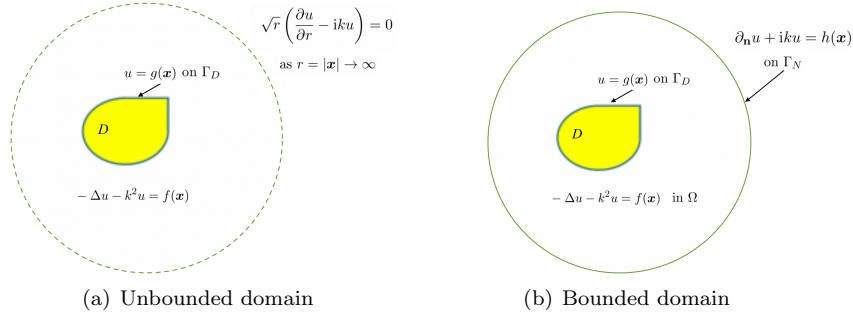 √r (∂u/∂r − iku) = 0
as r = |x| → ∞
u = g(x) on Γ_D
D
− Δu − k²u = f(x)
(a) Unbounded domain
∂ₙu + iku = h(x)
on Γ_N
u = g(x) on Γ_D
D
− Δu − k²u = f(x) in Ω
(b) Bounded domain